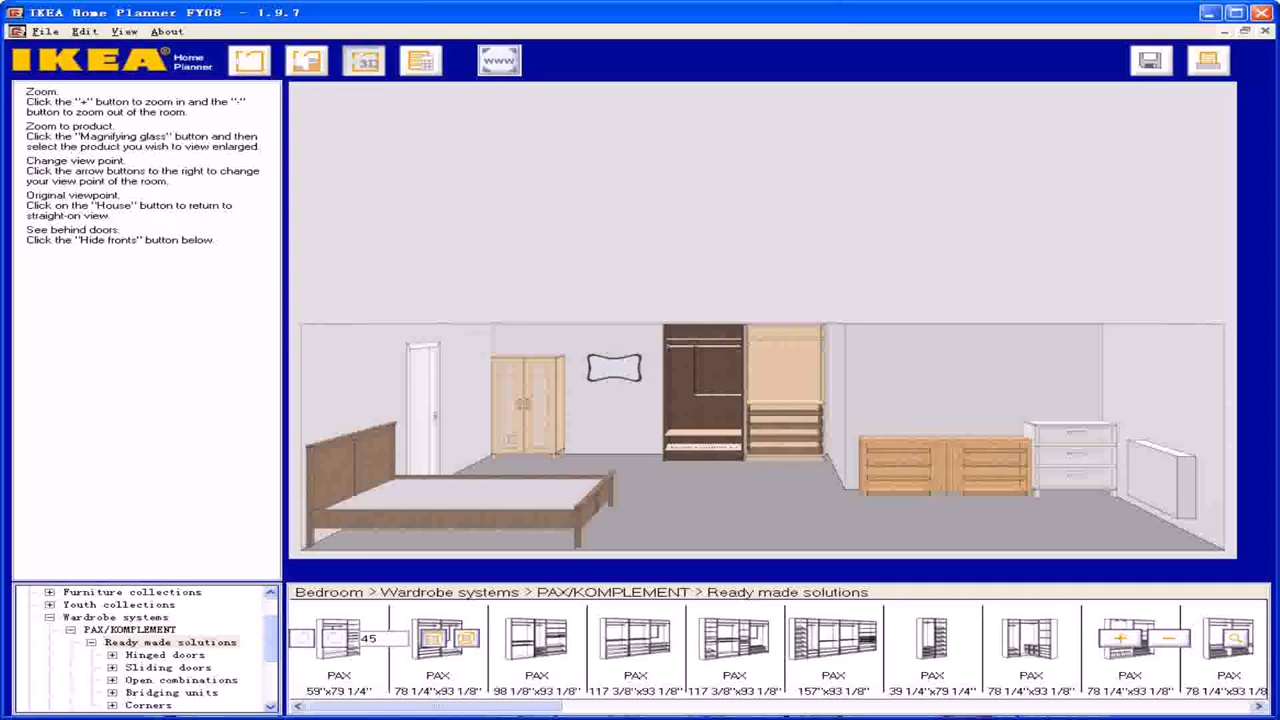 IKEA Home Planner FY08 - 1.9.7
File Edit View About
IKEA® Home Planner
3D
WWW
Zoom.
Click the "+" button to zoom in and the "-"
button to zoom out of the room.
Zoom to product.
Click the "Magnifying glass" button and then
select the product you wish to view enlarged.
Change view point.
Click the arrow buttons to the right to change
your view point of the room.
Original viewpoint.
Click on the "House" button to return to
straight-on view.
See behind doors.
Click the "Hide fronts" button below.
Furniture collections
Youth collections
Wardrobe systems
PAX/KOMPLEMENT
Ready made solutions
Hinged doors
Sliding doors
Open combinations
Bridging units
Corners
Bedroom > Wardrobe systems > PAX/KOMPLEMENT > Ready made solutions
45
PAX PAX PAX PAX PAX PAX PAX PAX PAX PAX
59"x79 1/4" 78 1/4"x93 1/8" 98 1/8"x93 1/8" 117 3/8"x93 1/8" 117 3/8"x93 1/8" 157"x93 1/8" 39 1/4"x79 1/4" 78 1/4"x93 1/8" 78 1/4"x93 1/8" 78 1/4"x93 1/8